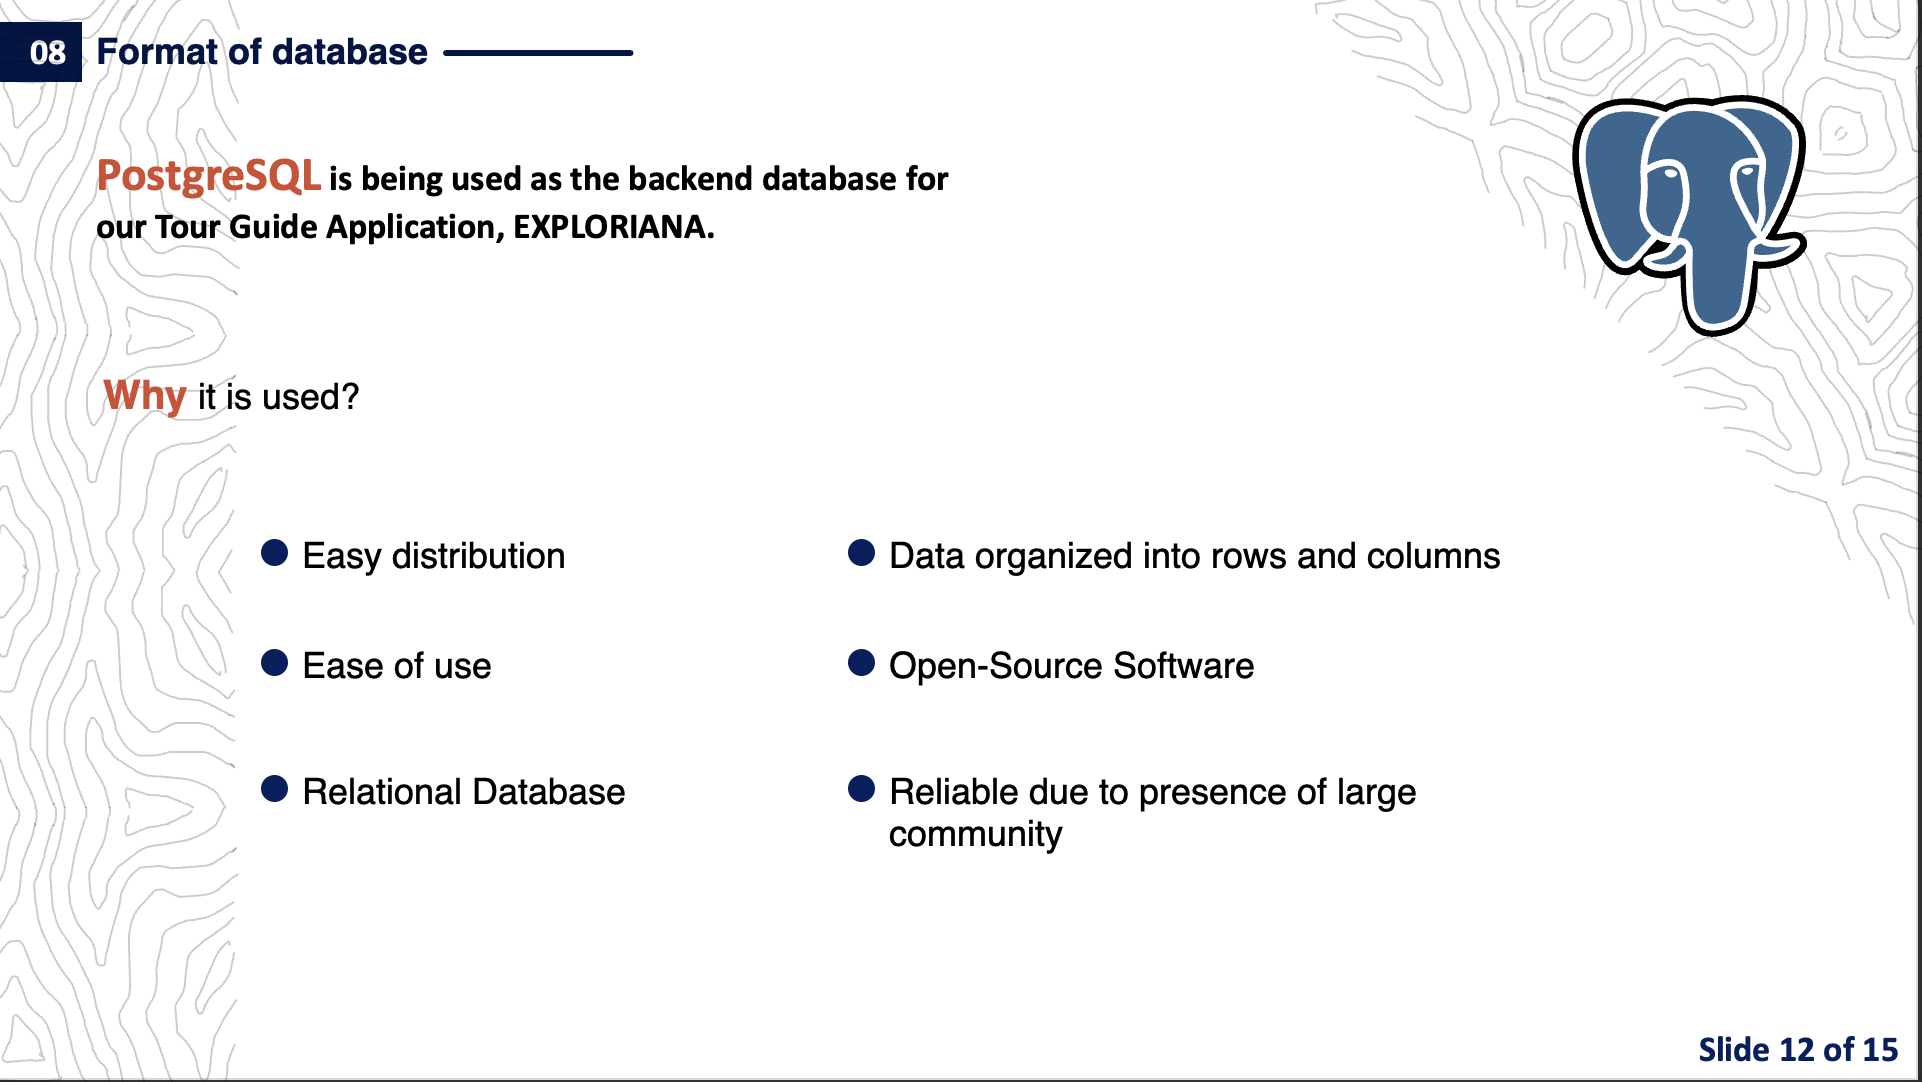 08 Format of database
PostgreSQL is being used as the backend database for
our Tour Guide Application, EXPLORIANA.
Why it is used?
Easy distribution
Ease of use
Relational Database
Data organized into rows and columns
Open-Source Software
Reliable due to presence of large
community
Slide 12 of 15